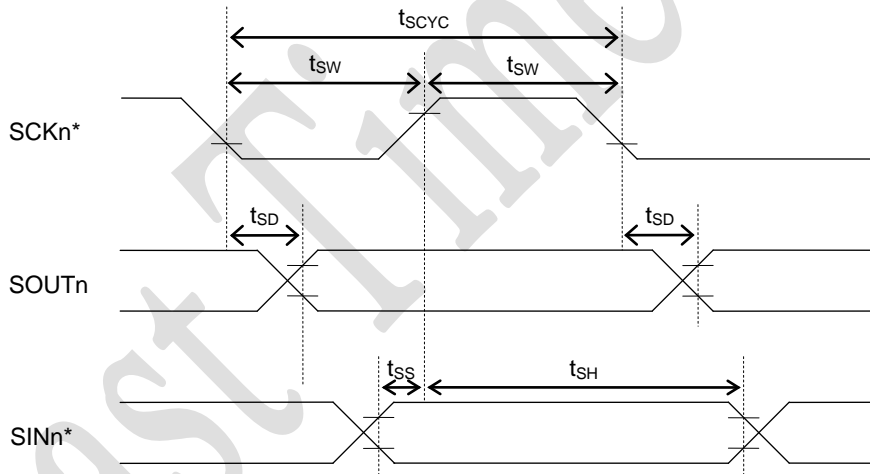 tSCYC
tSW tSW
SCKn*
tSD tSD
SOUTn
tSS tSH
SINn*